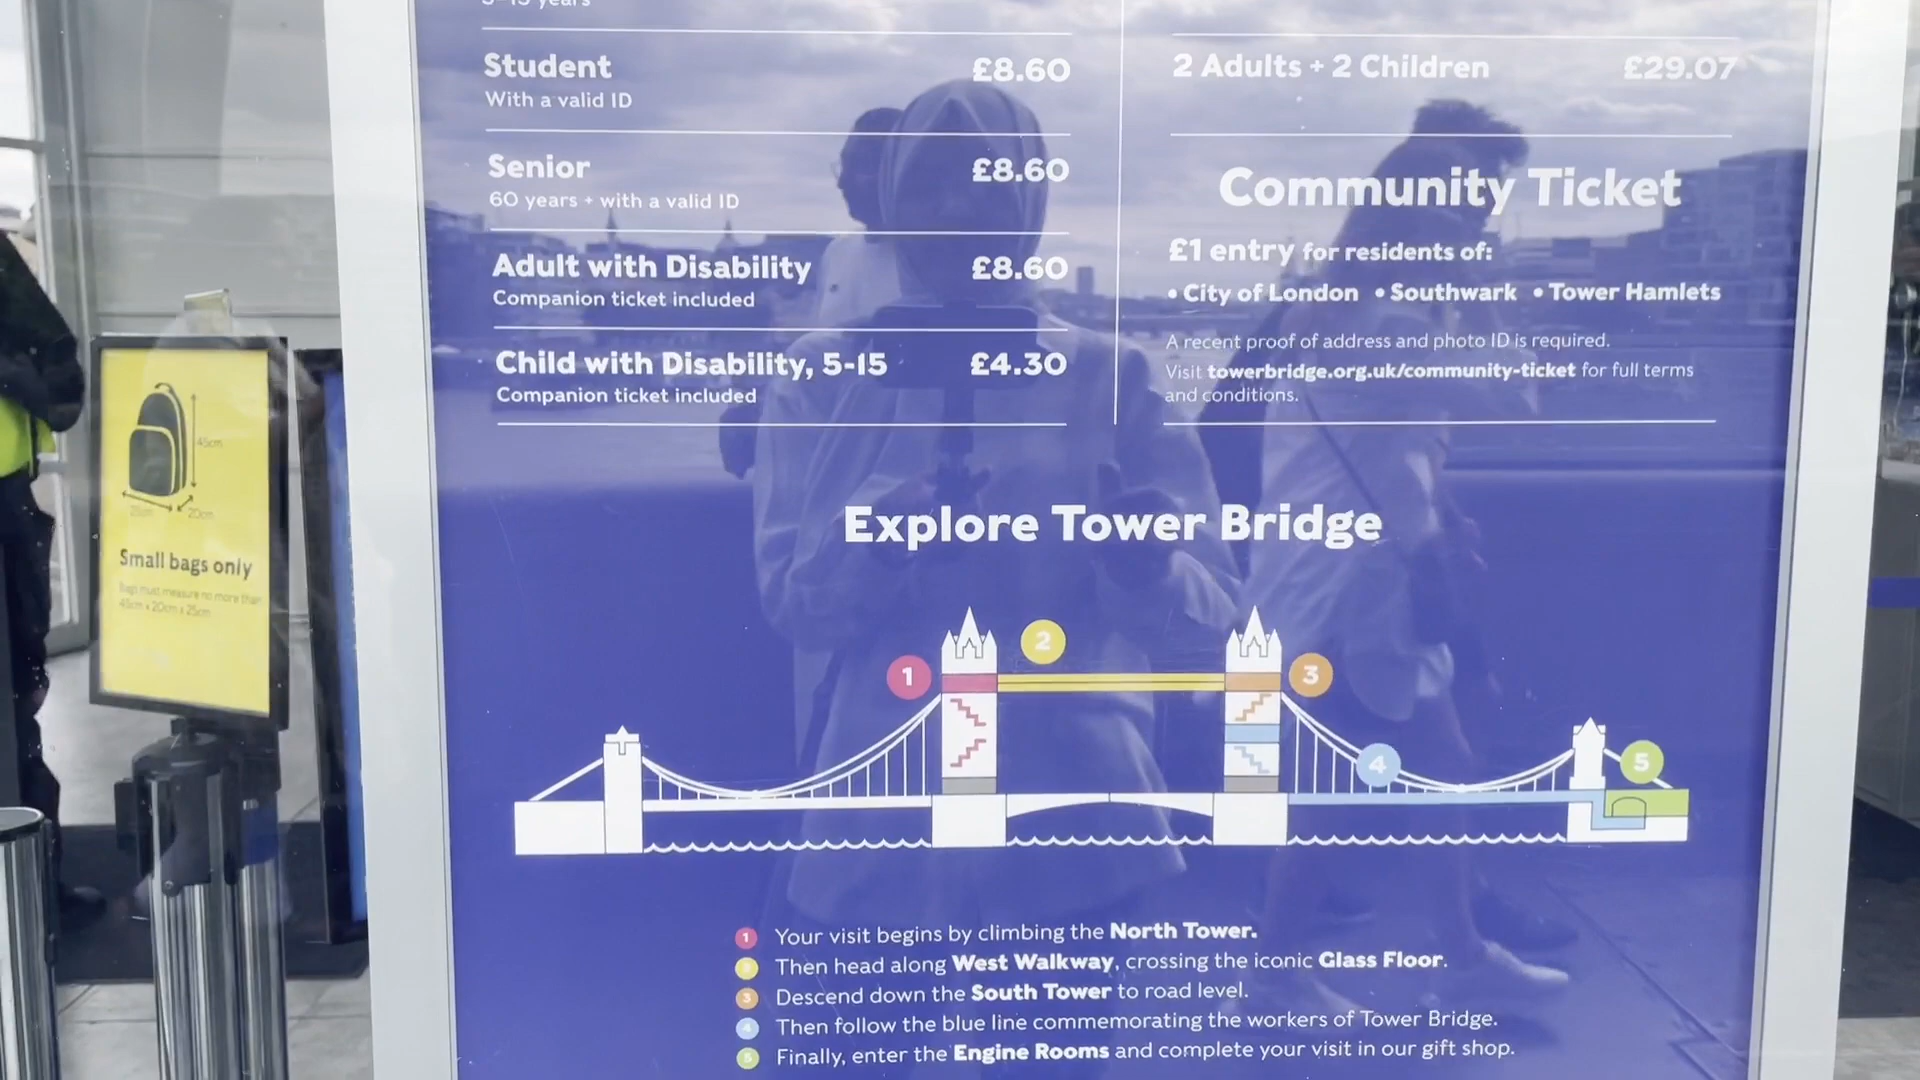 5-15 years
Student £8.60
With a valid ID
Senior £8.60
60 years + with a valid ID
Adult with Disability £8.60
Companion ticket included
Child with Disability, 5-15 £4.30
Companion ticket included
2 Adults + 2 Children £29.07
Community Ticket
£1 entry for residents of:
• City of London • Southwark • Tower Hamlets
A recent proof of address and photo ID is required.
Visit towerbridge.org.uk/community-ticket for full terms
and conditions.
Explore Tower Bridge
1
2
3
4
5
1 Your visit begins by climbing the North Tower.
2 Then head along West Walkway, crossing the iconic Glass Floor.
3 Descend down the South Tower to road level.
4 Then follow the blue line commemorating the workers of Tower Bridge.
5 Finally, enter the Engine Rooms and complete your visit in our gift shop.
45cm
25cm
20cm
Small bags only
Bags must measure no more than
45cm x 20cm x 25cm